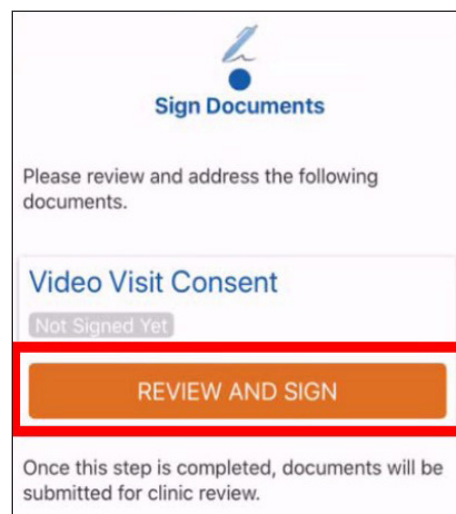 Sign Documents
Please review and address the following
documents.
Video Visit Consent
Not Signed Yet
REVIEW AND SIGN
Once this step is completed, documents will be
submitted for clinic review.